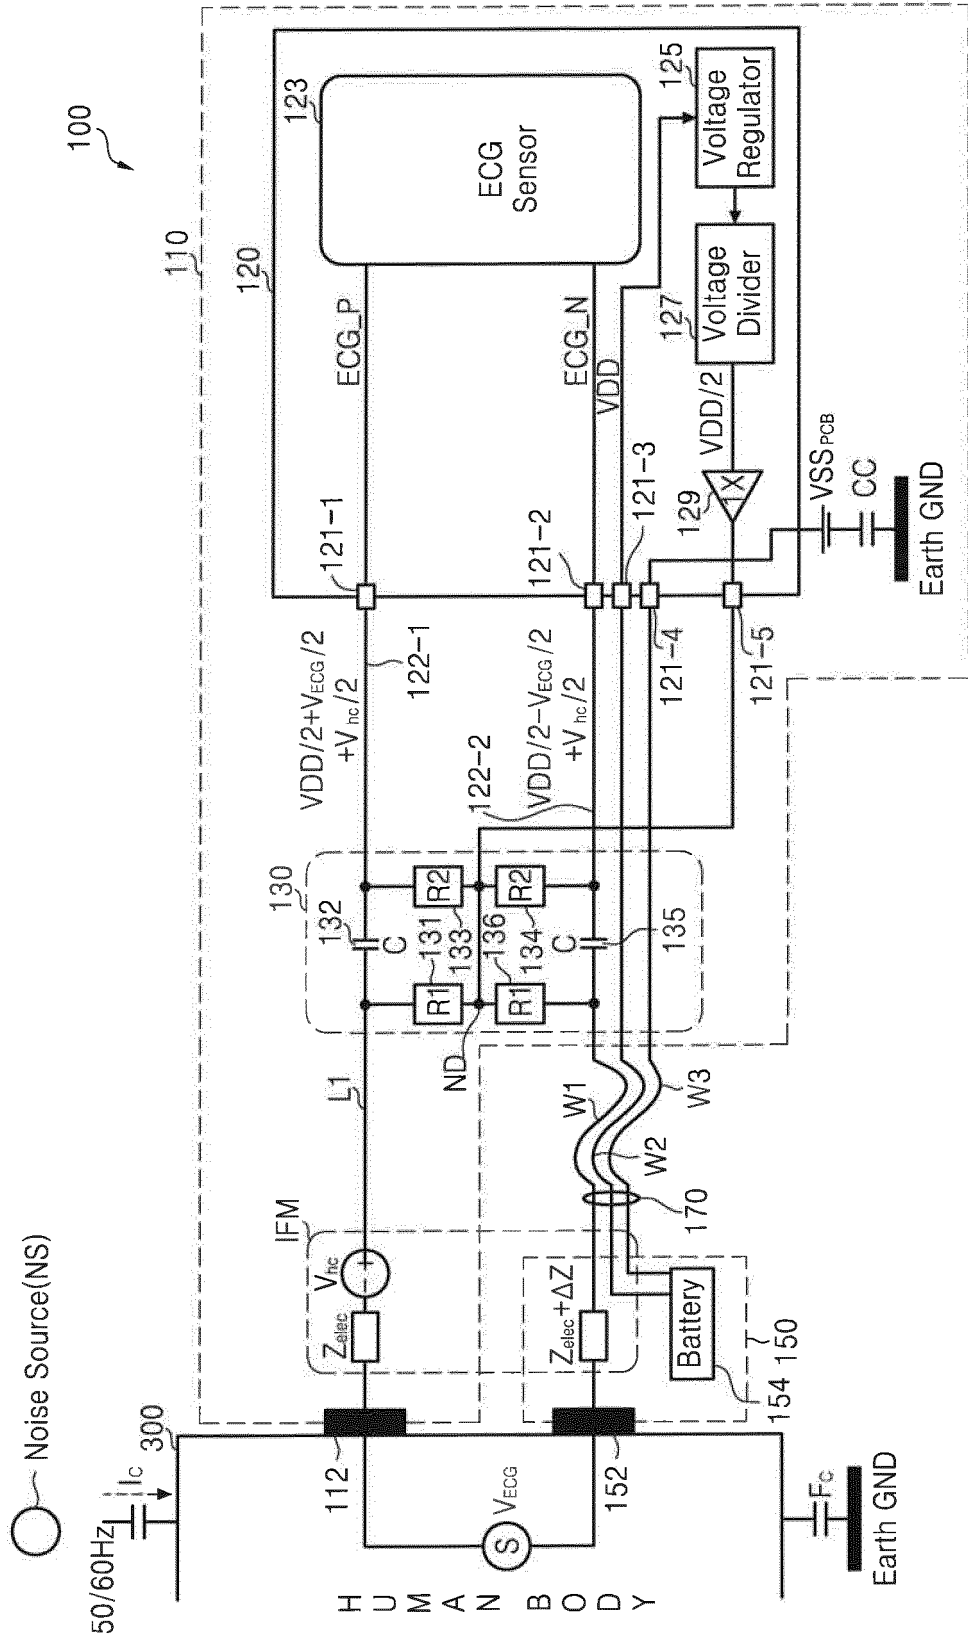 100
110
120
123
ECG
Sensor
125
Voltage
Regulator
127
Voltage
Divider
VDD/2
129
1X
ECG_P
ECG_N
VDD
121-1
121-2
121-3
121-4
121-5
VSSPCB
CC
Earth GND
VDD/2+VECG/2
+Vhc/2
122-1
VDD/2-VECG/2
+Vhc/2
122-2
130
132
C
131
R1
133
R2
136
R1
134
R2
C
135
ND
L1
W1
W2
W3
170
IFM
Vhc
Zelec
Zelec+ΔZ
Battery
154
150
Noise Source(NS)
300
IC
50/60Hz
112
152
VECG
S
HUMAN BODY
FC
Earth GND